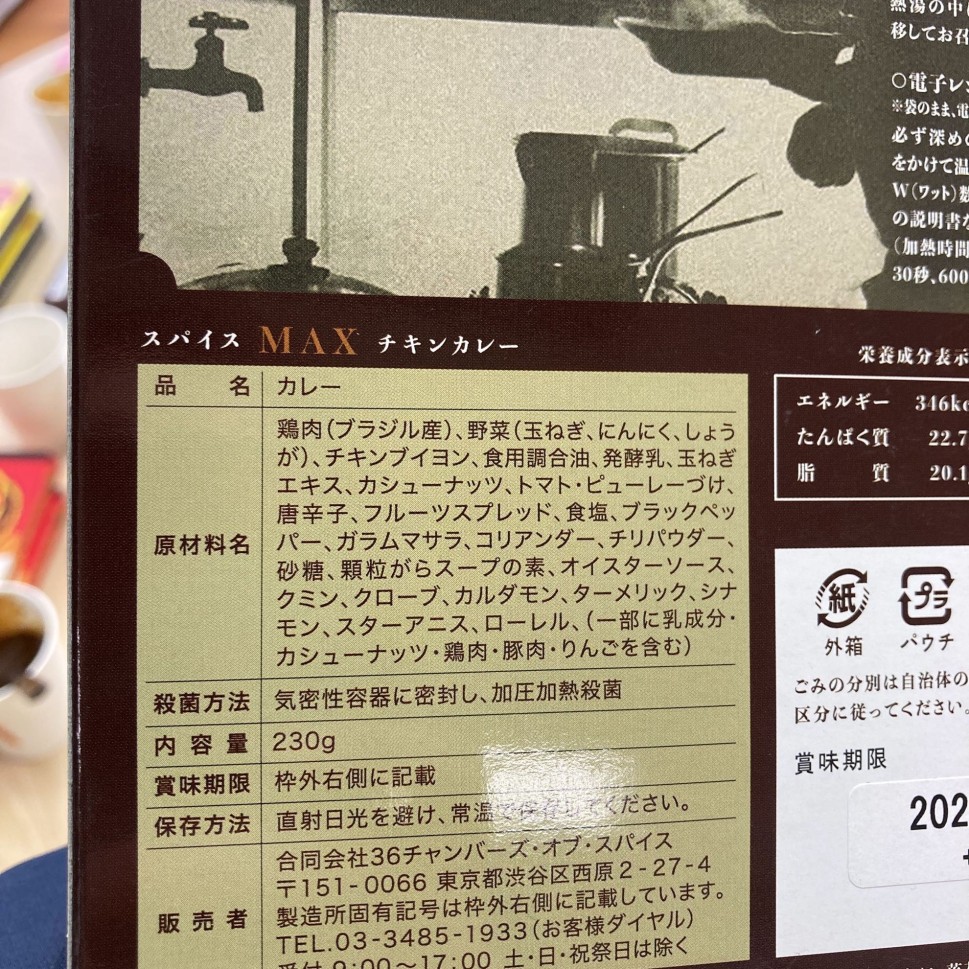 熱湯の中に
移してお召
○電子レン
※袋のまま、電
必ず深め
をかけて温
W(ワット)数
の説明書な
(加熱時間
30秒、600
スパイス MAX チキンカレー
品名 カレー
原材料名 鶏肉(ブラジル産)、野菜(玉ねぎ、にんにく、しょう
が)、チキンブイヨン、食用調合油、発酵乳、玉ねぎ
エキス、カシューナッツ、トマト・ピューレーづけ、
唐辛子、フルーツスプレッド、食塩、ブラックペッ
パー、ガラムマサラ、コリアンダー、チリパウダー、
砂糖、顆粒がらスープの素、オイスターソース、
クミン、クローブ、カルダモン、ターメリック、シナ
モン、スターアニス、ローレル、(一部に乳成分・
カシューナッツ・鶏肉・豚肉・りんごを含む)
殺菌方法 気密性容器に密封し、加圧加熱殺菌
内容量 230g
賞味期限 枠外右側に記載
保存方法 直射日光を避け、常温で保存してください。
販売者 合同会社36チャンバーズ・オブ・スパイス
〒151-0066 東京都渋谷区西原2-27-4
製造所固有記号は枠外右側に記載しています。
TEL.03-3485-1933(お客様ダイヤル)
受付 9:00〜17:00 土・日・祝祭日は除く
栄養成分表示
エネルギー 346kc
たんぱく質 22.7
脂質 20.1
紙 プラ
外箱 パウチ
ごみの分別は自治体の
区分に従ってください。
賞味期限
202